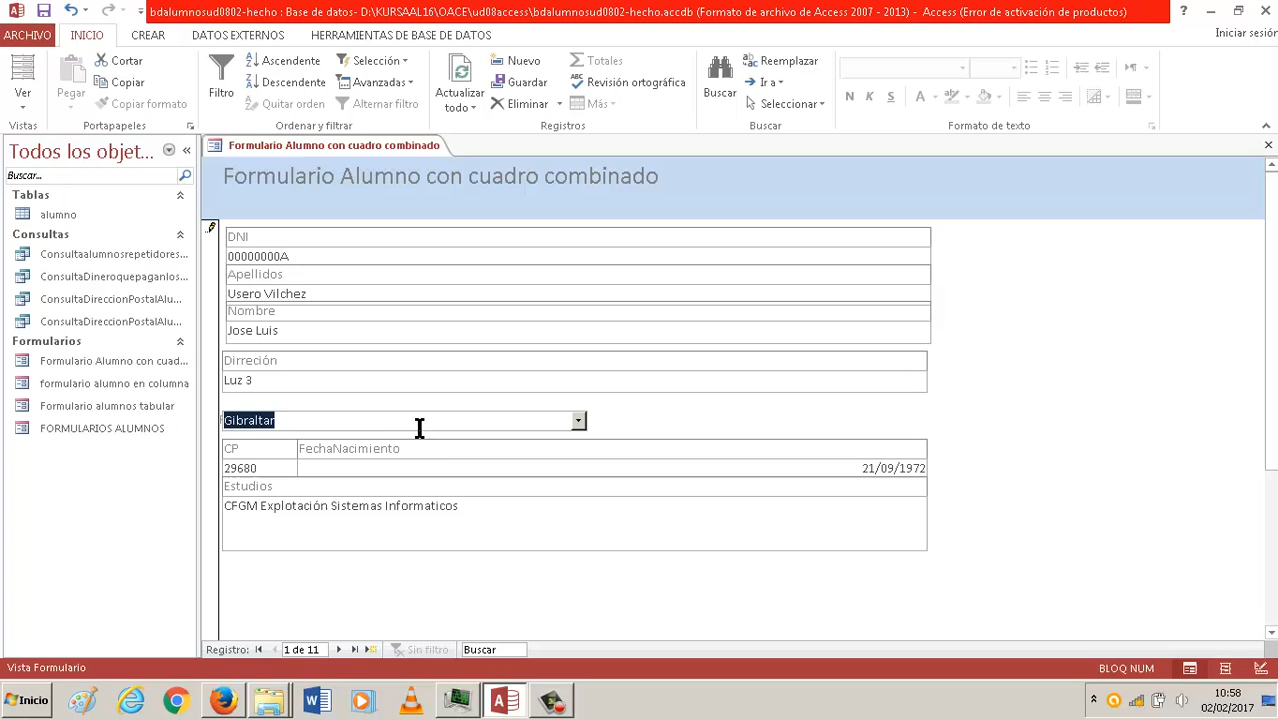 bdalumnosud0802-hecho : Base de datos- D:\KURSAAL16\OACE\ud08access\bdalumnosud0802-hecho.accdb (Formato de archivo de Access 2007 - 2013) - Access (Error de activación de productos)
ARCHIVO INICIO CREAR DATOS EXTERNOS HERRAMIENTAS DE BASE DE DATOS Iniciar sesión
Ver
Vistas
Pegar
Cortar
Copiar
Copiar formato
Portapapeles
Filtro
Ascendente
Descendente
Quitar orden
Selección
Avanzadas
Alternar filtro
Ordenar y filtrar
Actualizar todo
Nuevo
Guardar
Eliminar
Totales
Revisión ortográfica
Más
Registros
Buscar
Reemplazar
Ir a
Seleccionar
Buscar
N K S A
Formato de texto
Todos los objet...
Buscar...
Tablas
alumno
Consultas
Consultaalumnosrepetidores...
ConsultaDineroquepaganlos...
ConsultaDireccionPostalAlu...
ConsultaDireccionPostalAlu...
Formularios
Formulario Alumno con cuad...
formulario alumno en columna
Formulario alumnos tabular
FORMULARIOS ALUMNOS
Formulario Alumno con cuadro combinado
Formulario Alumno con cuadro combinado
DNI
00000000A
Apellidos
Usero Vilchez
Nombre
Jose Luis
Dirreción
Luz 3
Gibraltar
CP FechaNacimiento
29680 21/09/1972
Estudios
CFGM Explotación Sistemas Informaticos
Registro: 1 de 11 Sin filtro Buscar
Vista Formulario BLOQ NUM
Inicio
10:58
02/02/2017